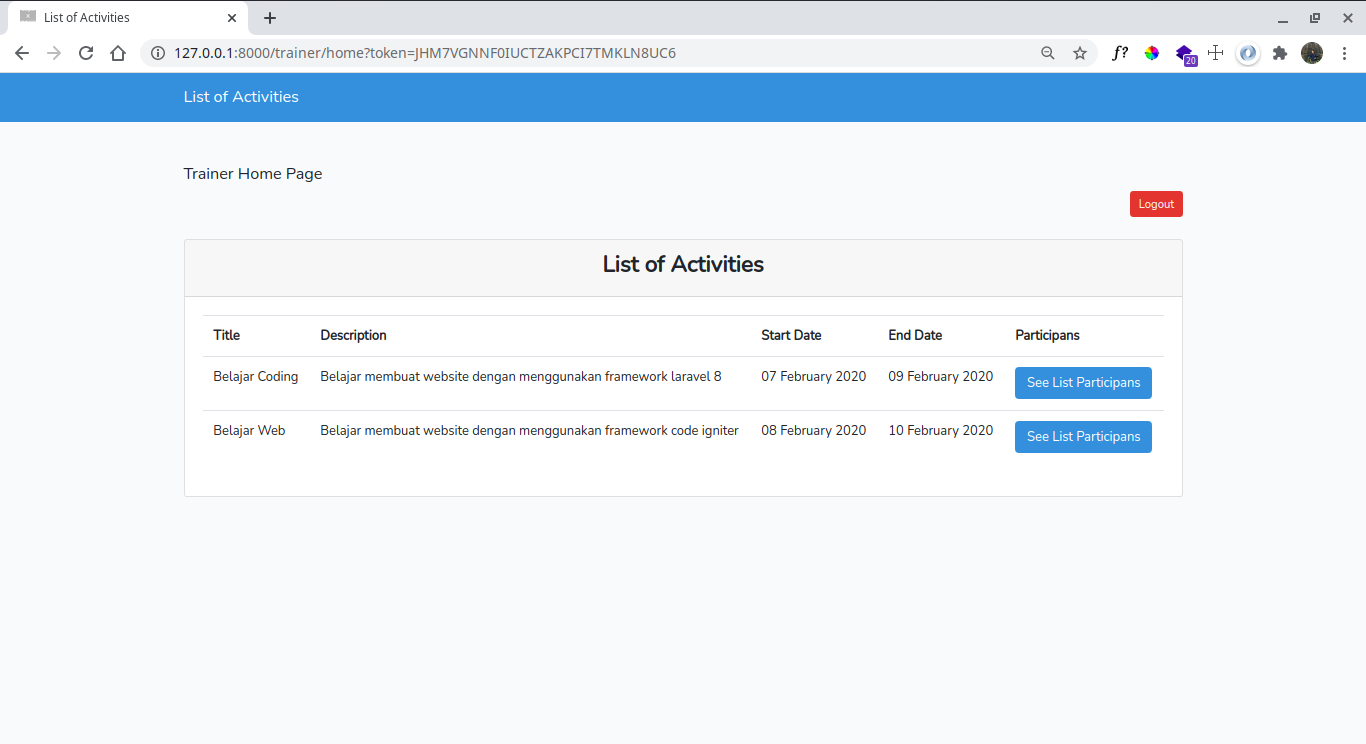 List of Activities
127.0.0.1:8000/trainer/home?token=JHM7VGNNF0IUCTZAKPCI7TMKLN8UC6
f?
20
List of Activities
Trainer Home Page
Logout
List of Activities
Title Description Start Date End Date Participans
Belajar Coding Belajar membuat website dengan menggunakan framework laravel 8 07 February 2020 09 February 2020 See List Participans
Belajar Web Belajar membuat website dengan menggunakan framework code igniter 08 February 2020 10 February 2020 See List Participans